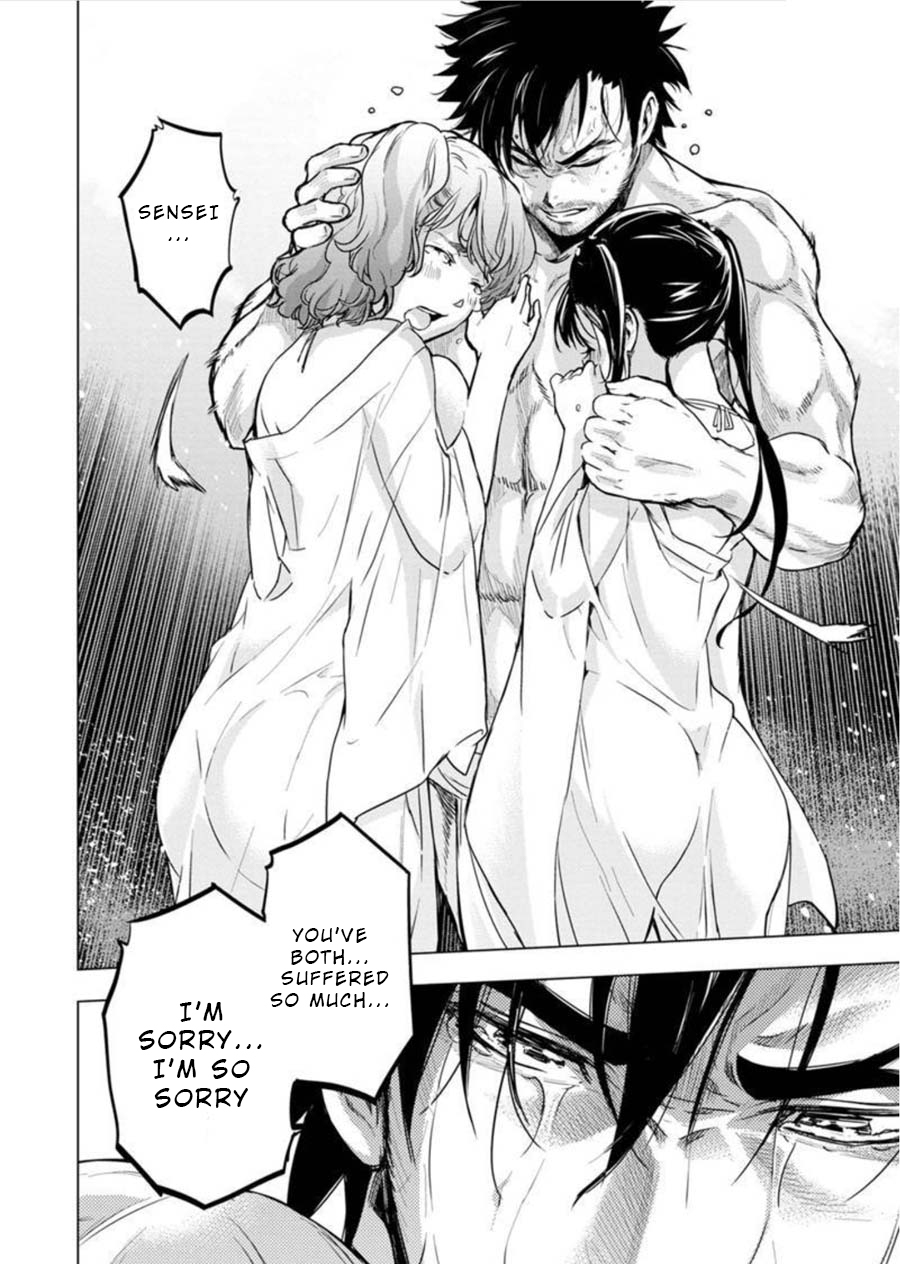 SENSEI
...
YOU'VE
BOTH...
SUFFERED
SO MUCH...
I'M
SORRY...
I'M SO
SORRY